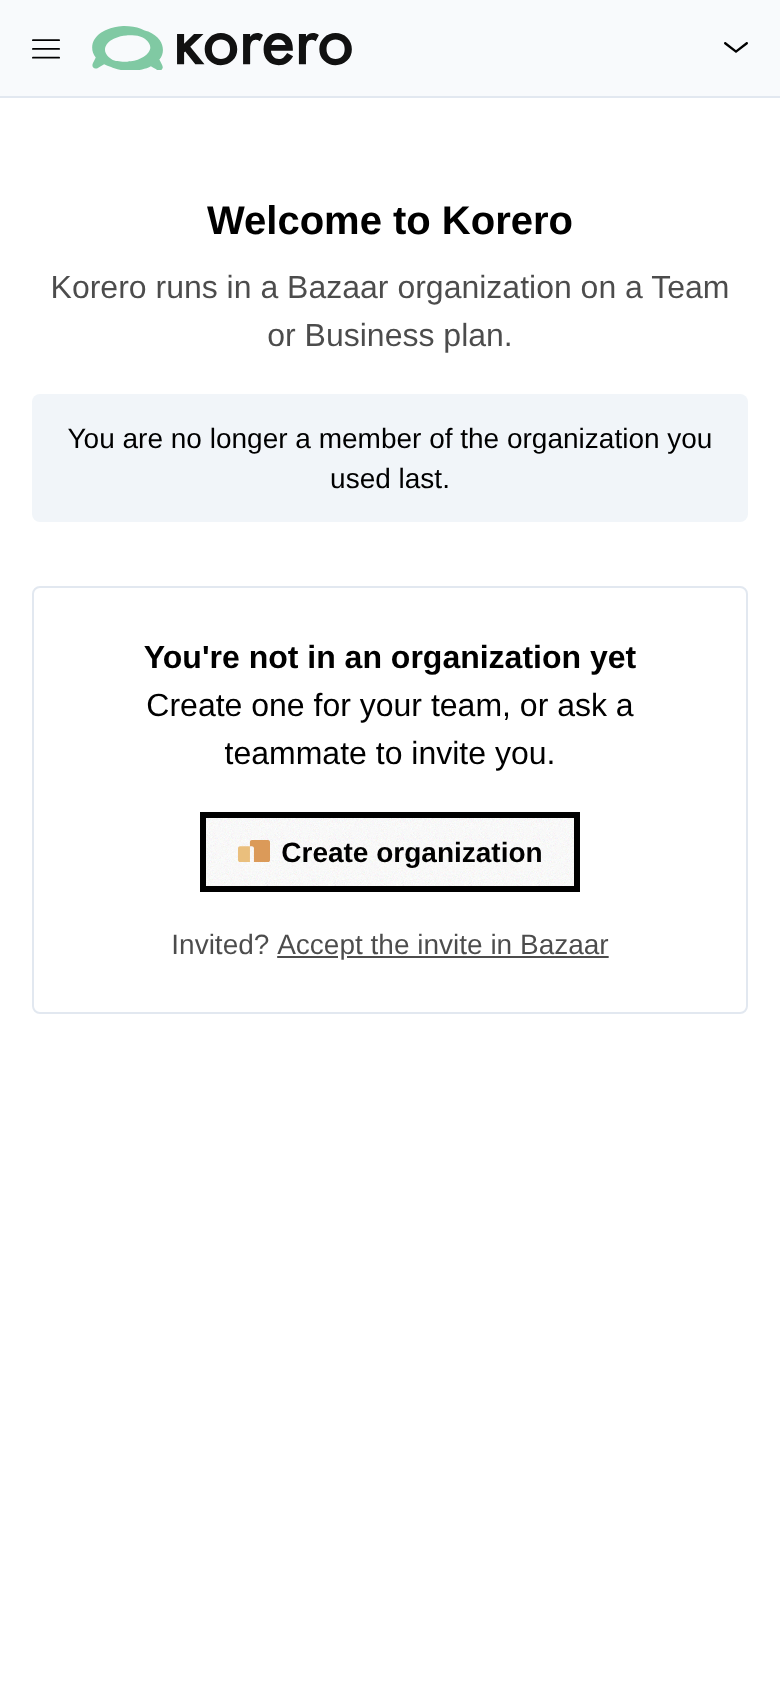 Korero
Welcome to Korero
Korero runs in a Bazaar organization on a Team
or Business plan.
You are no longer a member of the organization you
used last.
You're not in an organization yet
Create one for your team, or ask a
teammate to invite you.
Create organization
Invited? Accept the invite in Bazaar